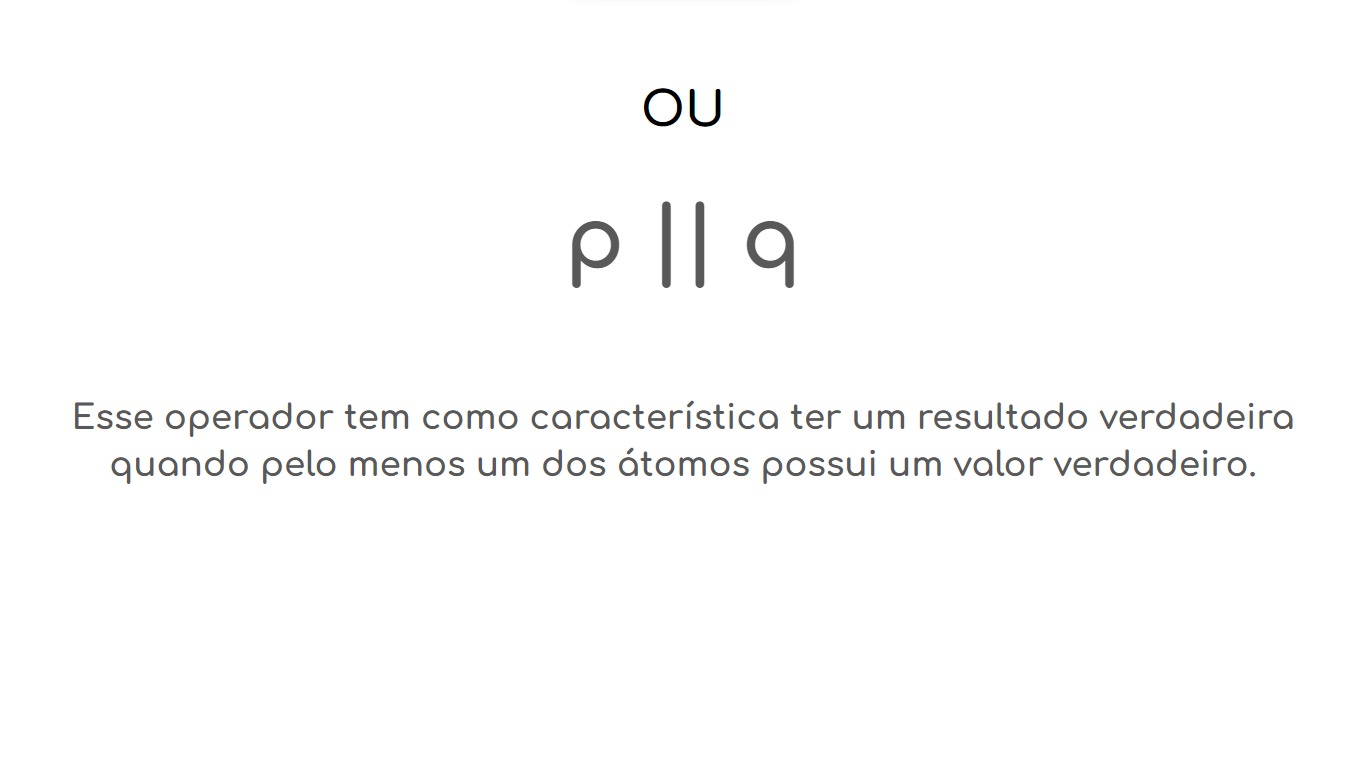 OU
p || q
Esse operador tem como característica ter um resultado verdadeira
quando pelo menos um dos átomos possui um valor verdadeiro.